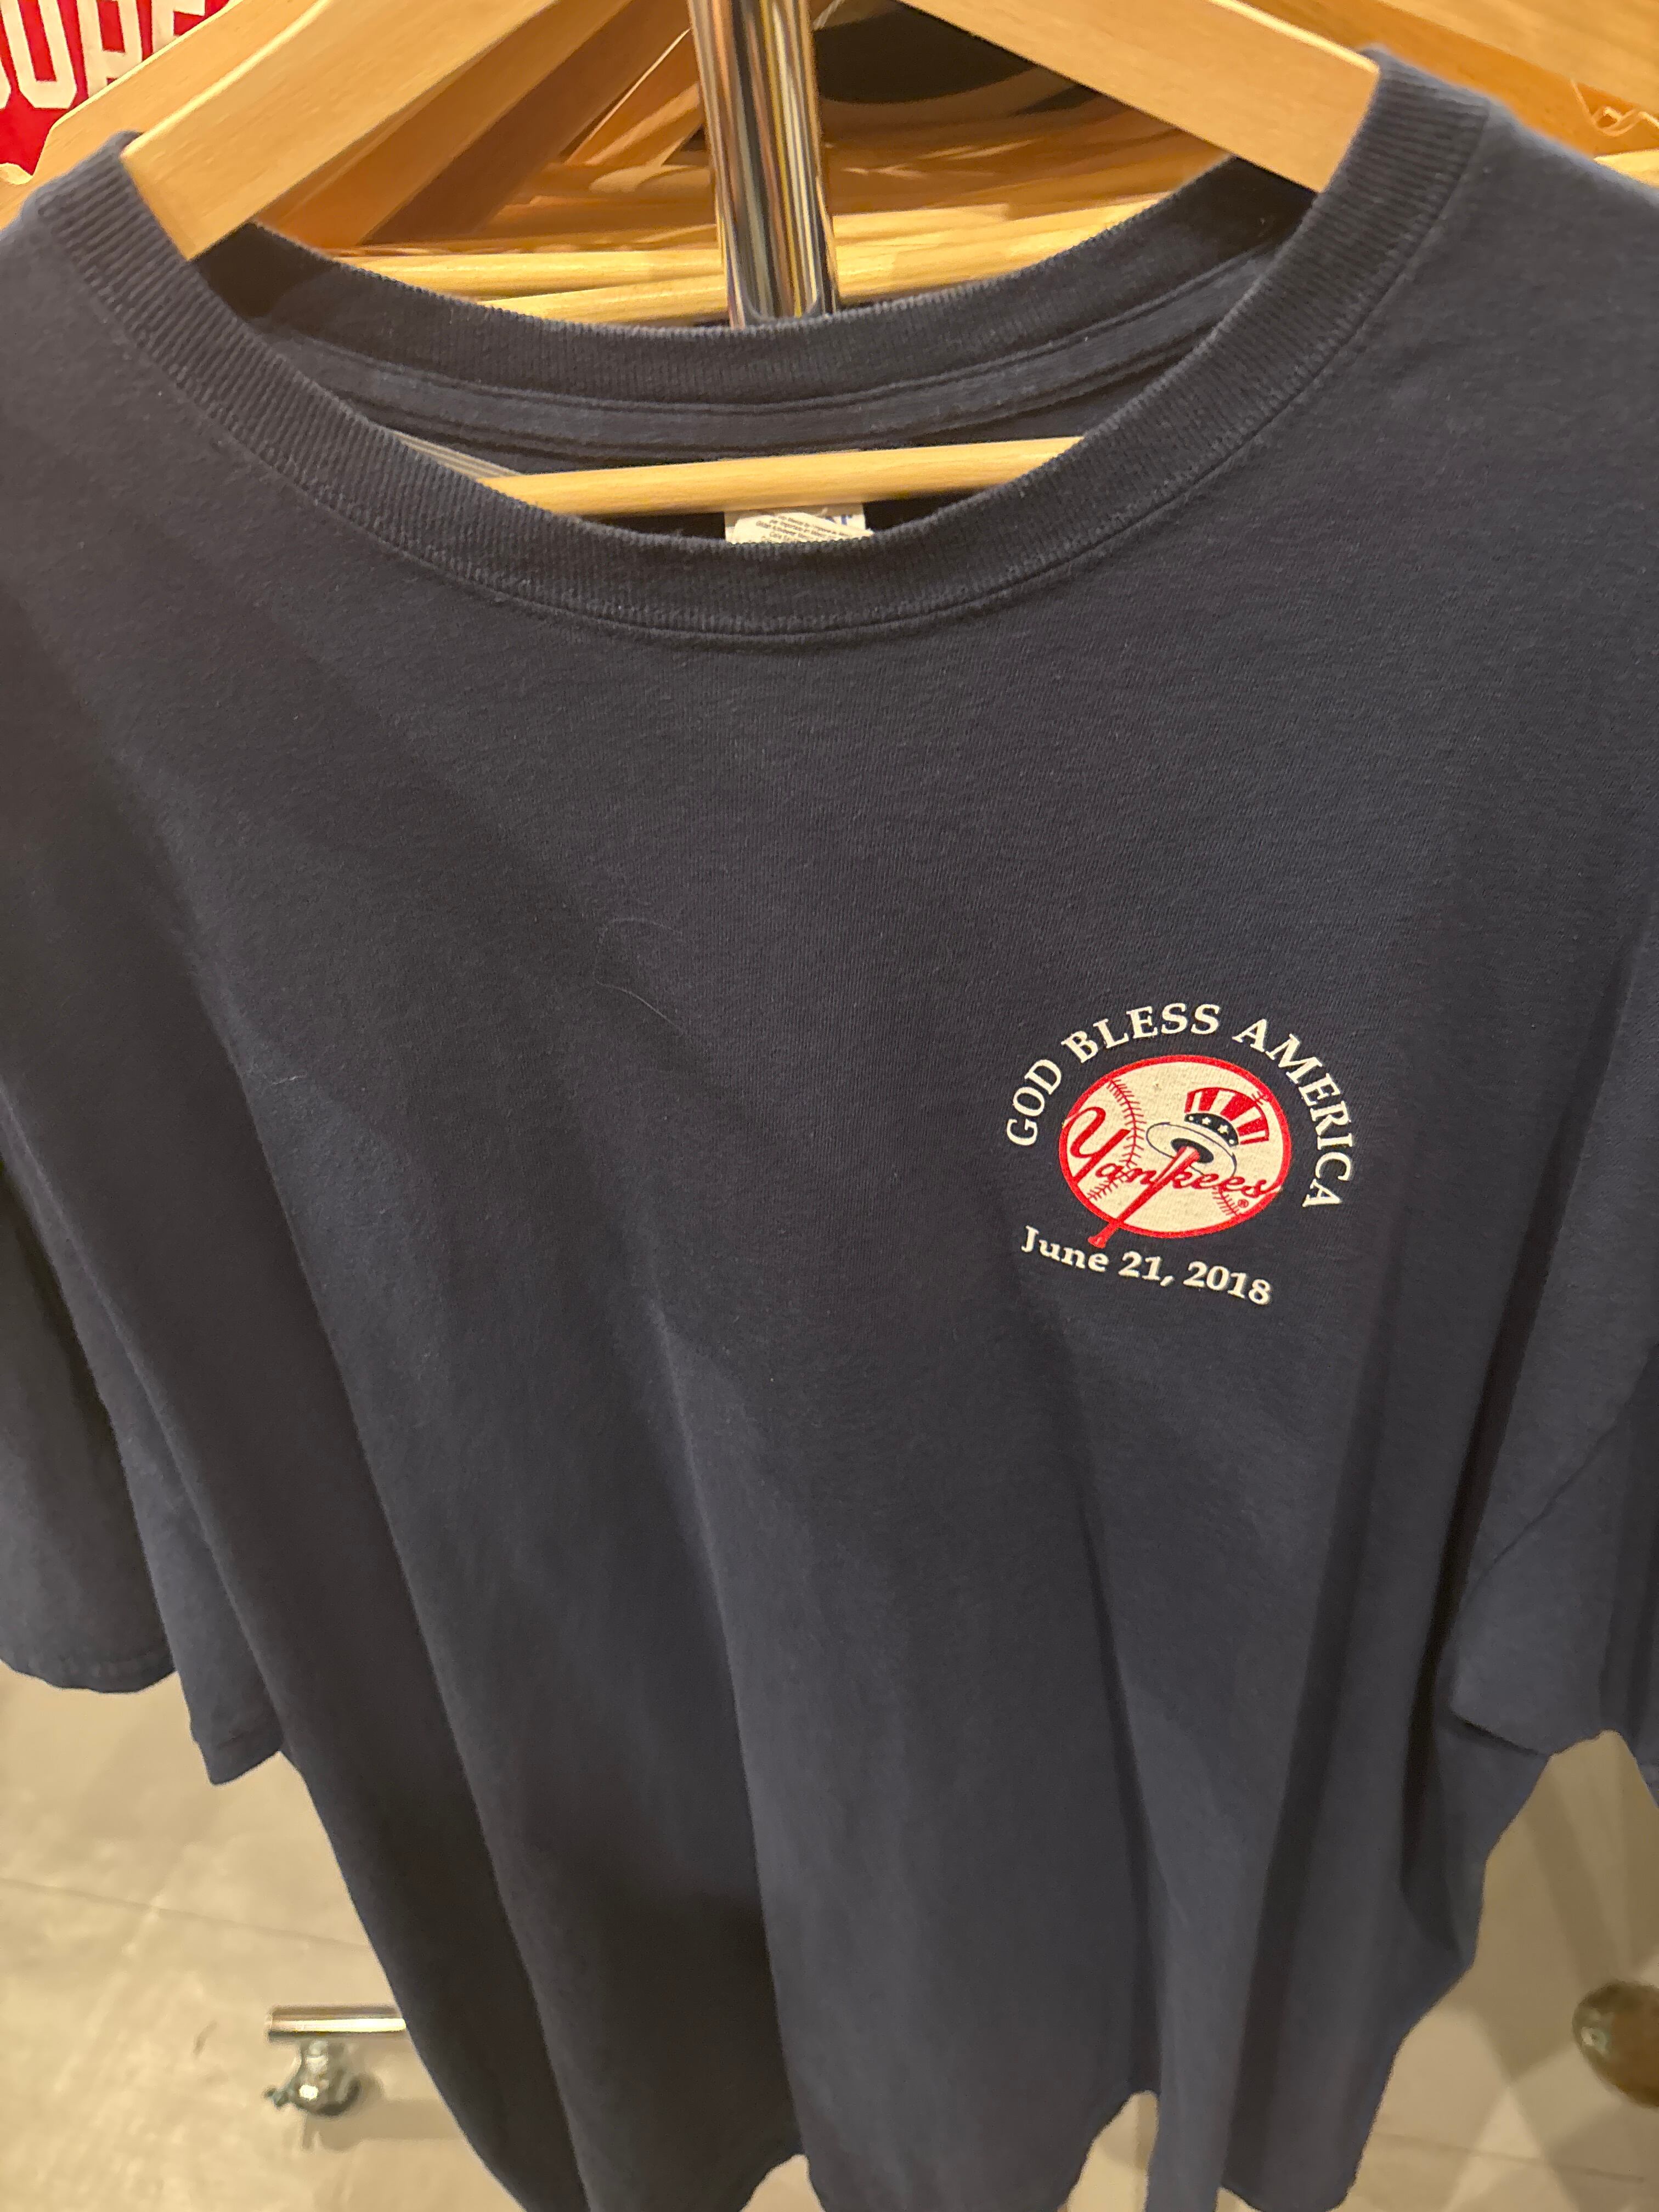 GOD BLESS AMERICA
Yankees®
June 21, 2018